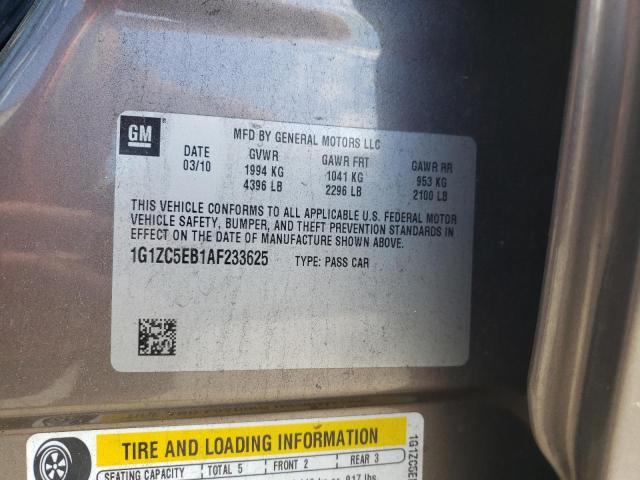 GM ®
MFD BY GENERAL MOTORS LLC
DATE GVWR GAWR FRT GAWR RR
03/10 1994 KG 1041 KG 953 KG
4396 LB 2296 LB 2100 LB
THIS VEHICLE CONFORMS TO ALL APPLICABLE U.S. FEDERAL MOTOR
VEHICLE SAFETY, BUMPER, AND THEFT PREVENTION STANDARDS IN
EFFECT ON THE DATE OF MANUFACTURE SHOWN ABOVE.
1G1ZC5EB1AF233625 TYPE: PASS CAR
TIRE AND LOADING INFORMATION
SEATING CAPACITY TOTAL 5 FRONT 2 REAR 3
1G1ZC5E